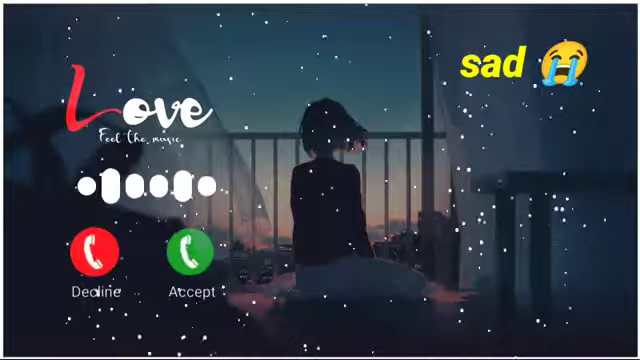 sad 😭
Love
Feel the music
Decline
Accept